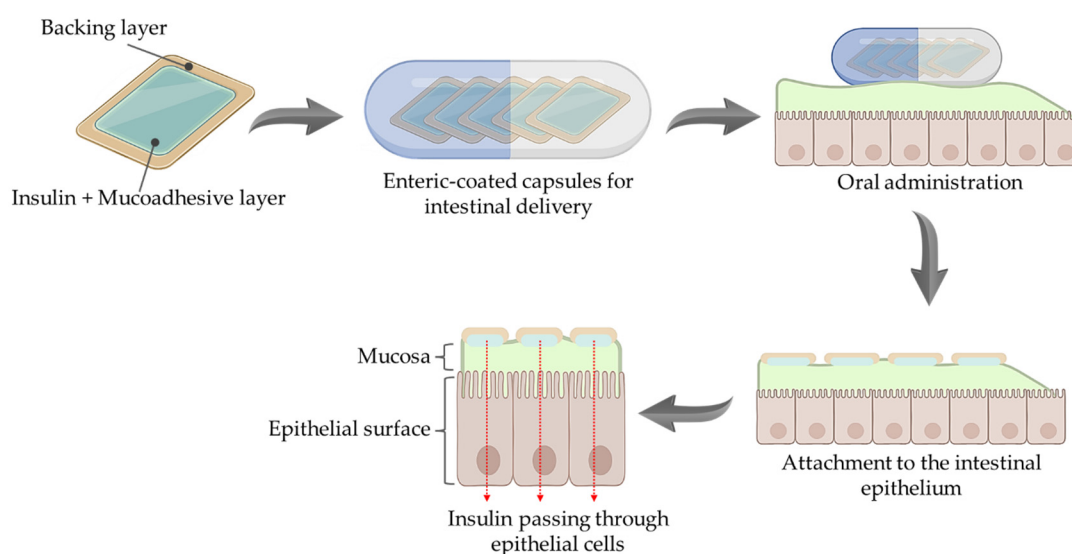 Backing layer
Insulin + Mucoadhesive layer
Enteric-coated capsules for
intestinal delivery
Oral administration
Mucosa
Epithelial surface
Insulin passing through
epithelial cells
Attachment to the intestinal
epithelium